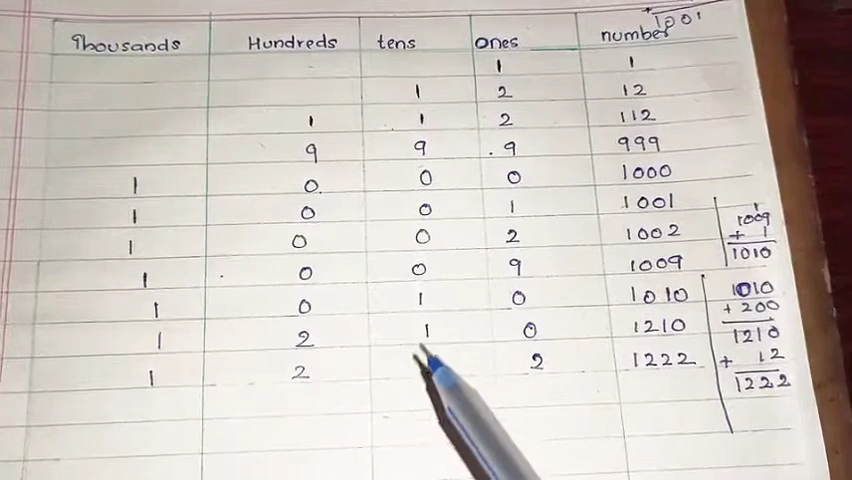 1001
Thousands Hundreds tens ones number
1 1
1 2 12
1 1 2 112
9 9 .9 999
1 0 0 0 1000
1 0 0 1 1001
1 0 0 2 1002
1 0 0 9 1009
1 0 1 0 1010
1 2 1 0 1210
1 2 2 1222
1
1009
+ 1
1010
1010
+ 200
1210
+ 12
1222